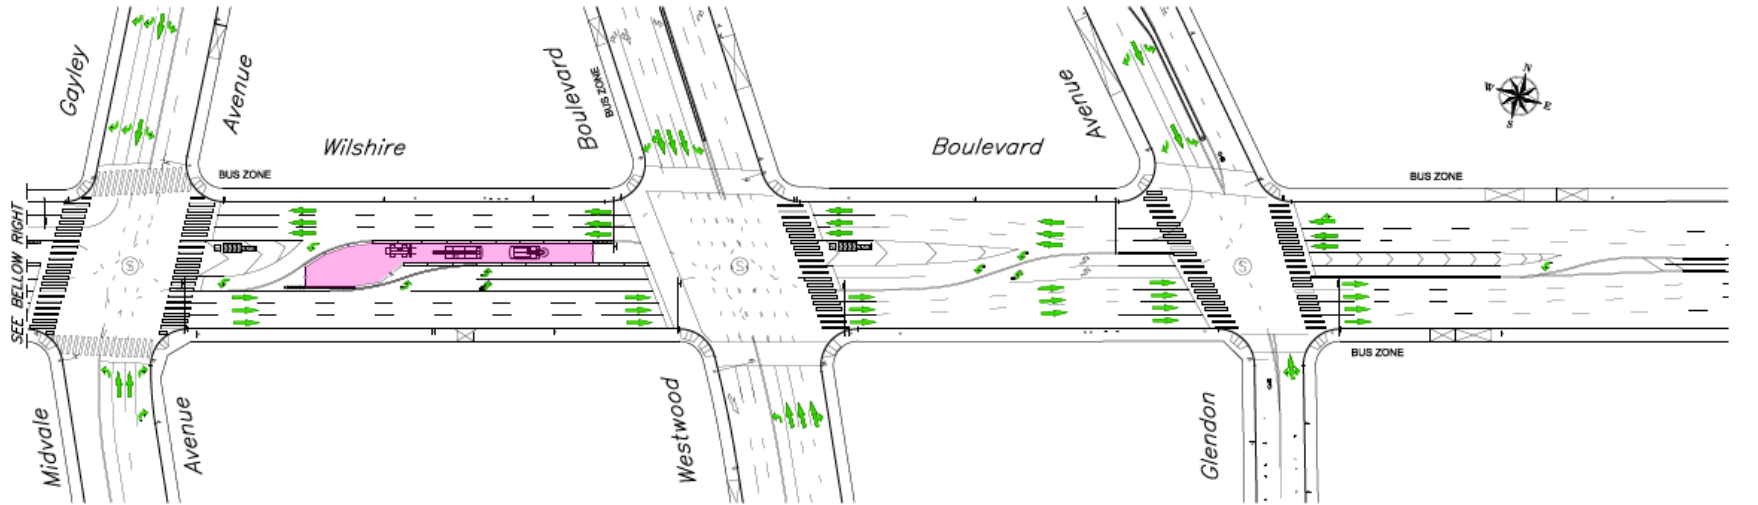 Gayley
Avenue
Wilshire
Boulevard
BUS ZONE
Boulevard
Avenue
N
W
E
S
BUS ZONE
BUS ZONE
SEE BELLOW RIGHT
S
S
S
BUS ZONE
Midvale
Avenue
Westwood
Glendon